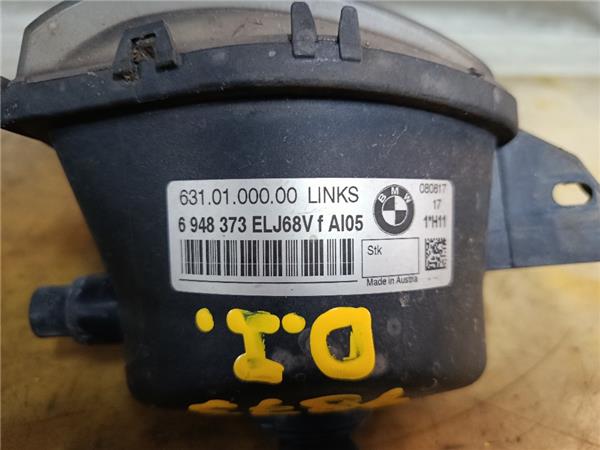 631.01.000.00 LINKS
6 948 373 ELJ68V f AI05
BMW
080817
17
1*H11
Stk
Made in Austria
D.I.